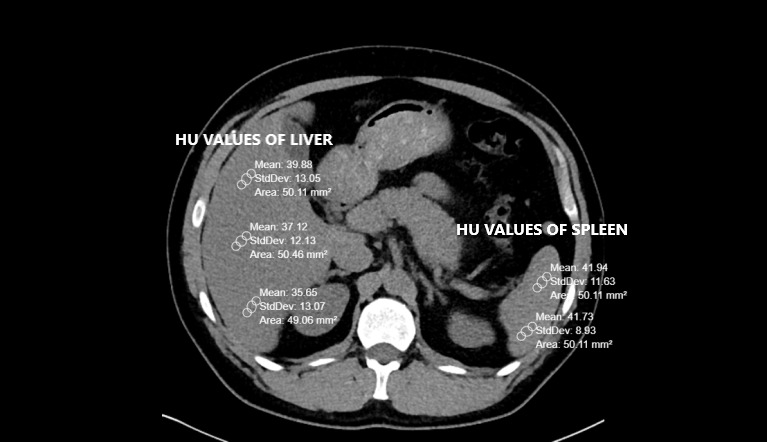 HU VALUES OF LIVER
Mean: 39.88
StdDev: 13.05
Area: 50.11 mm²
Mean: 37.12
StdDev: 12.13
Area: 50.46 mm²
Mean: 35.65
StdDev: 13.07
Area: 49.06 mm²
HU VALUES OF SPLEEN
Mean: 41.94
StdDev: 11.63
Area: 50.11 mm²
Mean: 41.73
StdDev: 8.93
Area: 50.11 mm²